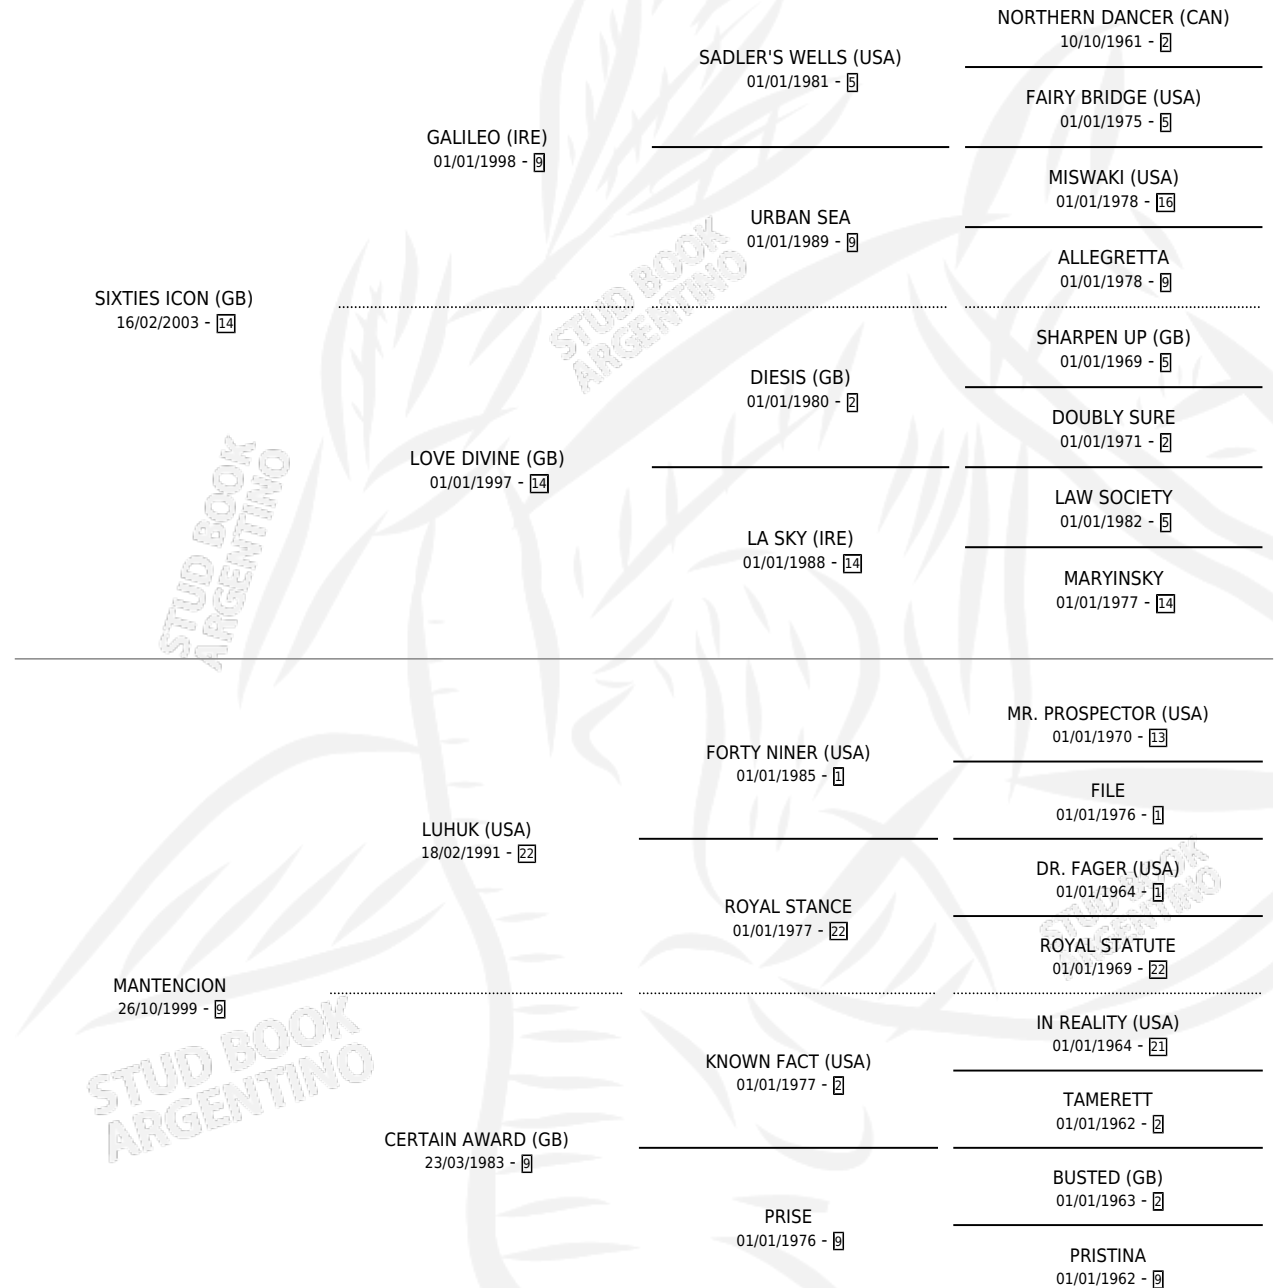 NORTHERN DANCER (CAN)
10/10/1961 - 2
SADLER'S WELLS (USA)
01/01/1981 - 5
FAIRY BRIDGE (USA)
01/01/1975 - 5
GALILEO (IRE)
01/01/1998 - 9
MISWAKI (USA)
01/01/1978 - 16
URBAN SEA
01/01/1989 - 9
ALLEGRETTA
01/01/1978 - 9
SIXTIES ICON (GB)
16/02/2003 - 14
SHARPEN UP (GB)
01/01/1969 - 5
DIESIS (GB)
01/01/1980 - 2
DOUBLY SURE
01/01/1971 - 2
LOVE DIVINE (GB)
01/01/1997 - 14
LAW SOCIETY
01/01/1982 - 5
LA SKY (IRE)
01/01/1988 - 14
MARYINSKY
01/01/1977 - 14
MR. PROSPECTOR (USA)
01/01/1970 - 13
FORTY NINER (USA)
01/01/1985 - 1
FILE
01/01/1976 - 1
LUHUK (USA)
18/02/1991 - 22
DR. FAGER (USA)
01/01/1964 - 1
ROYAL STANCE
01/01/1977 - 22
ROYAL STATUTE
01/01/1969 - 22
MANTENCION
26/10/1999 - 9
IN REALITY (USA)
01/01/1964 - 21
KNOWN FACT (USA)
01/01/1977 - 2
TAMERETT
01/01/1962 - 2
CERTAIN AWARD (GB)
23/03/1983 - 9
BUSTED (GB)
01/01/1963 - 2
PRISE
01/01/1976 - 9
PRISTINA
01/01/1962 - 9
STUD BOOK
ARGENTINO
STUD BOOK
ARGENTINO
STUD BOOK
ARGENTINO
STUD BOOK
ARGENTINO